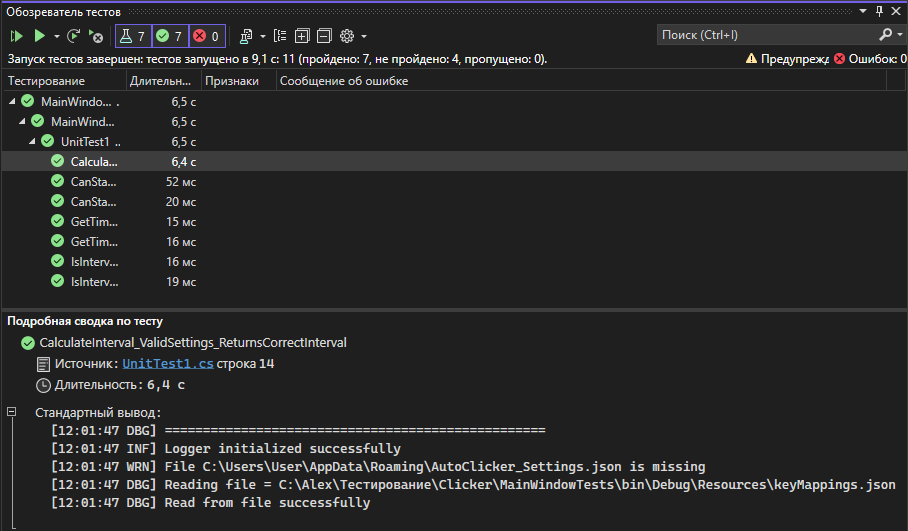 Обозреватель тестов
7 7 0 Поиск (Ctrl+I)
Запуск тестов завершен: тестов запущено в 9,1 с: 11 (пройдено: 7, не пройдено: 4, пропущено: 0). Предупрежд Ошибок: 0
Тестирование Длительн... Признаки Сообщение об ошибке
MainWindo... . 6,5 с
MainWind... 6,5 с
UnitTest1 .. 6,5 с
Calcula... 6,4 с
CanSta... 52 мс
CanSta... 20 мс
GetTim... 15 мс
GetTim... 16 мс
IsInterv... 16 мс
IsInterv... 19 мс
Подробная сводка по тесту
CalculateInterval_ValidSettings_ReturnsCorrectInterval
Источник: UnitTest1.cs строка 14
Длительность: 6,4 с
Стандартный вывод:
[12:01:47 DBG] ==================================================
[12:01:47 INF] Logger initialized successfully
[12:01:47 WRN] File C:\Users\User\AppData\Roaming\AutoClicker_Settings.json is missing
[12:01:47 DBG] Reading file = C:\Alex\Тестирование\Clicker\MainWindowTests\bin\Debug\Resources\keyMappings.json
[12:01:47 DBG] Read from file successfully